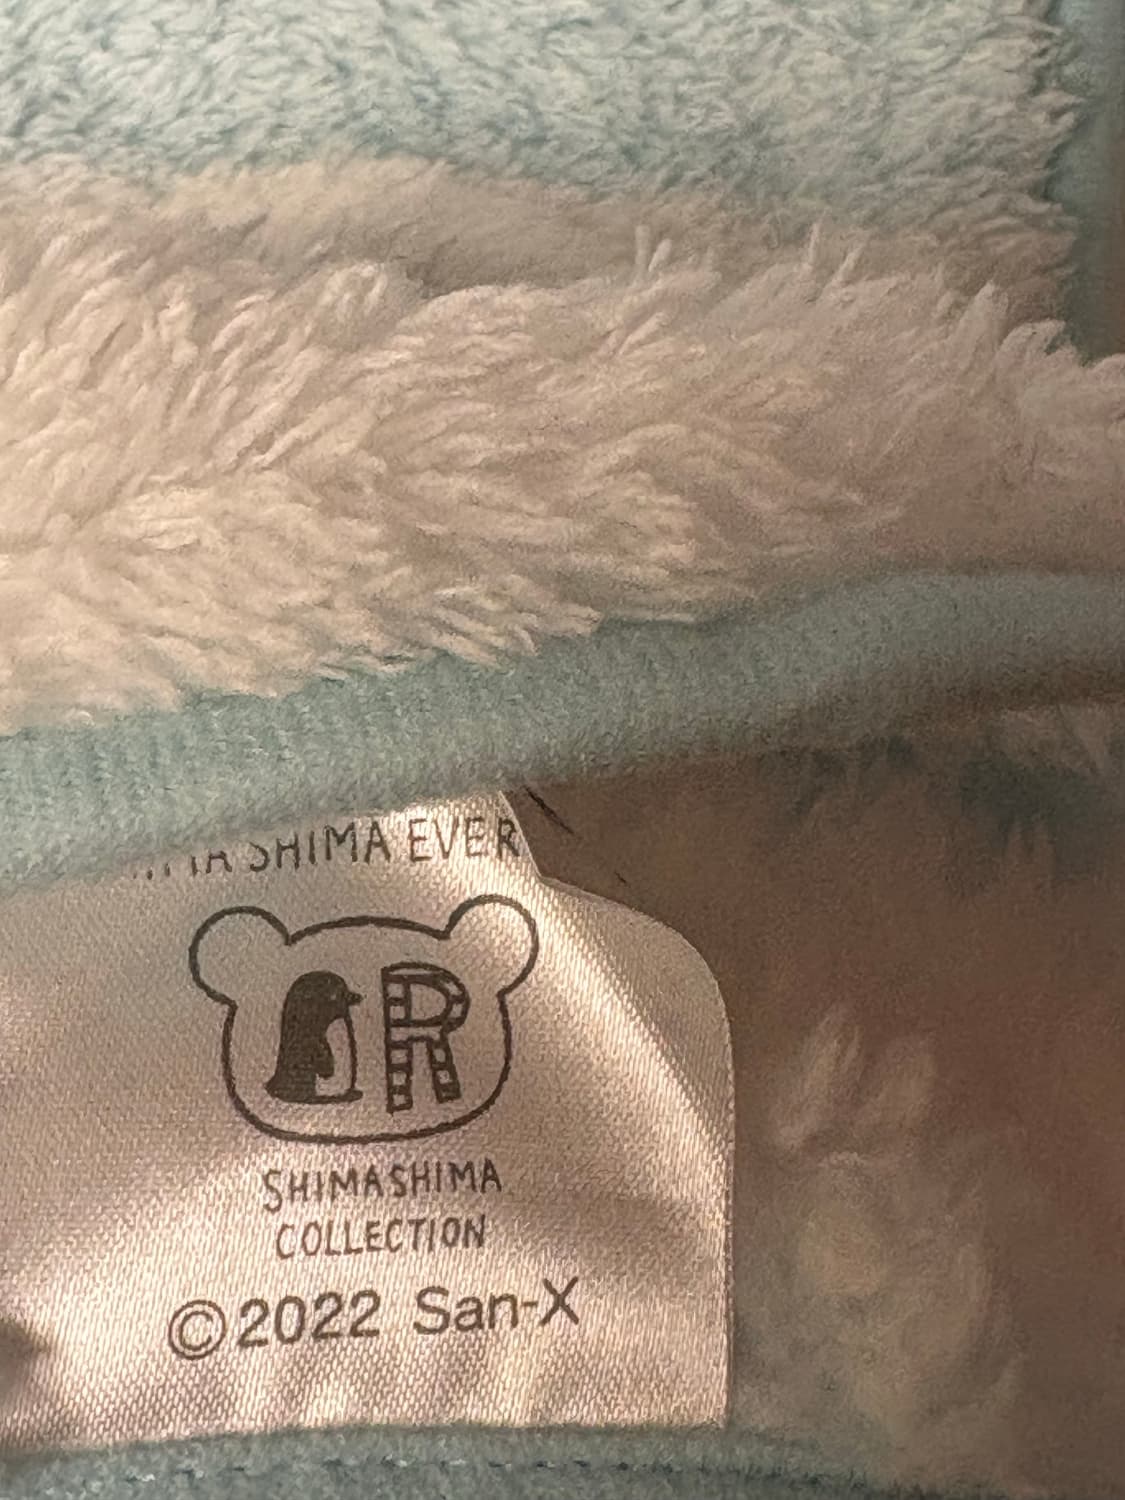 SHIMA EVER
R
SHIMASHIMA
COLLECTION
©2022 San-X